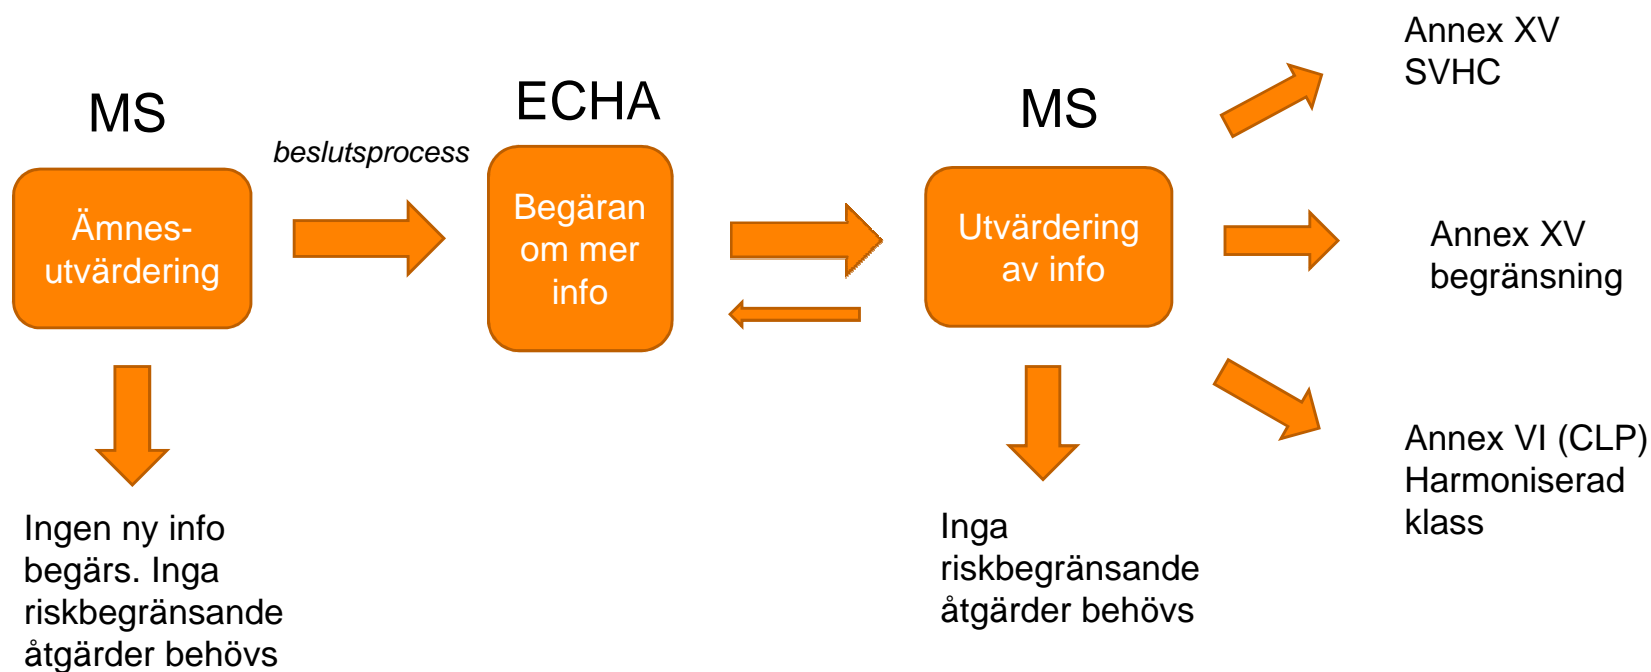 MS
Ämnes-
utvärdering
Ingen ny info
begärs. Inga
riskbegränsande
åtgärder behövs
beslutsprocess
ECHA
Begäran
om mer
info
MS
Utvärdering
av info
Inga
riskbegränsande
åtgärder behövs
Annex XV
SVHC
Annex XV
begränsning
Annex VI (CLP)
Harmoniserad
klass